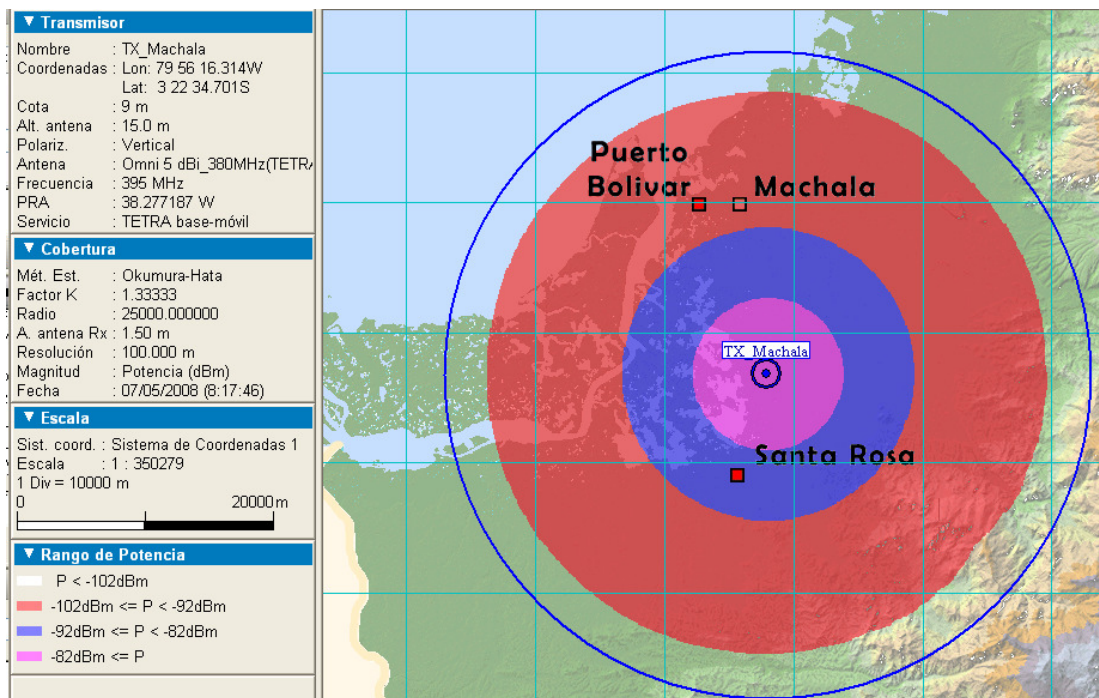 Transmisor
Nombre : TX_Machala
Coordenadas : Lon: 79 56 16.314W
Lat: 3 22 34.701S
Cota : 9 m
Alt. antena : 15.0 m
Polariz. : Vertical
Antena : Omni 5 dBi_380MHz(TETRA
Frecuencia : 395 MHz
PRA : 38.277187 W
Servicio : TETRA base-móvil
Cobertura
Mét. Est. : Okumura-Hata
Factor K : 1.33333
Radio : 25000.000000
A. antena Rx : 1.50 m
Resolución : 100.000 m
Magnitud : Potencia (dBm)
Fecha : 07/05/2008 (8:17:46)
Escala
Sist. coord. : Sistema de Coordenadas 1
Escala : 1 : 350279
1 Div = 10000 m
0 20000 m
Rango de Potencia
P < -102dBm
-102dBm <= P < -92dBm
-92dBm <= P < -82dBm
-82dBm <= P
Puerto
Bolivar
Machala
TX_Machala
Santa Rosa